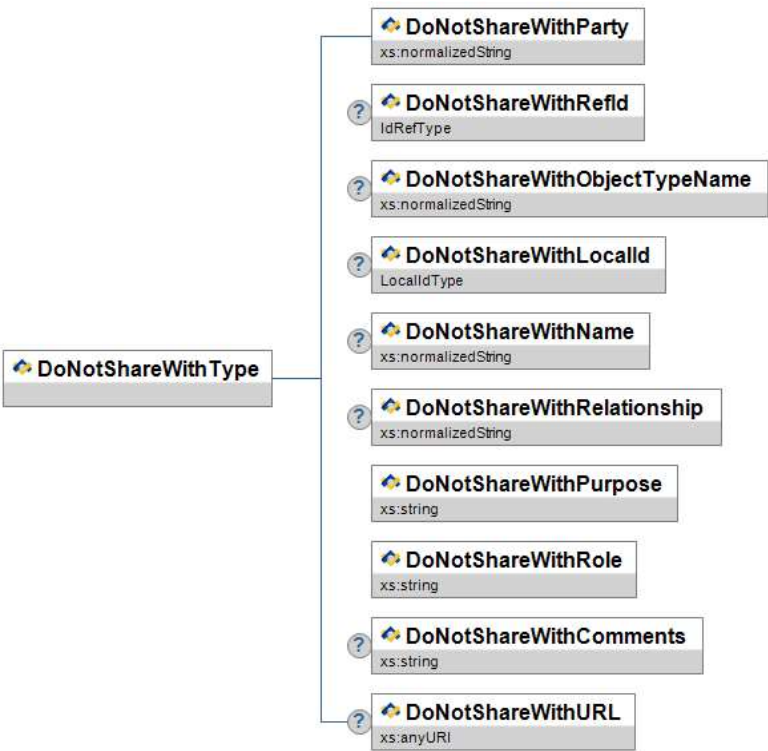 DoNotShareWithParty
xs:normalizedString
?
DoNotShareWithRefId
IdRefType
?
DoNotShareWithObjectTypeName
xs:normalizedString
?
DoNotShareWithLocalId
LocalIdType
?
DoNotShareWithName
xs:normalizedString
DoNotShareWithType
?
DoNotShareWithRelationship
xs:normalizedString
DoNotShareWithPurpose
xs:string
DoNotShareWithRole
xs:string
?
DoNotShareWithComments
xs:string
?
DoNotShareWithURL
xs:anyURI